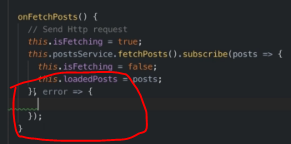 onFetchPosts() {
// Send Http request
this.isFetching = true;
this.postsService.fetchPosts().subscribe(posts => {
this.isFetching = false;
this.loadedPosts = posts;
}, error => {
});
}